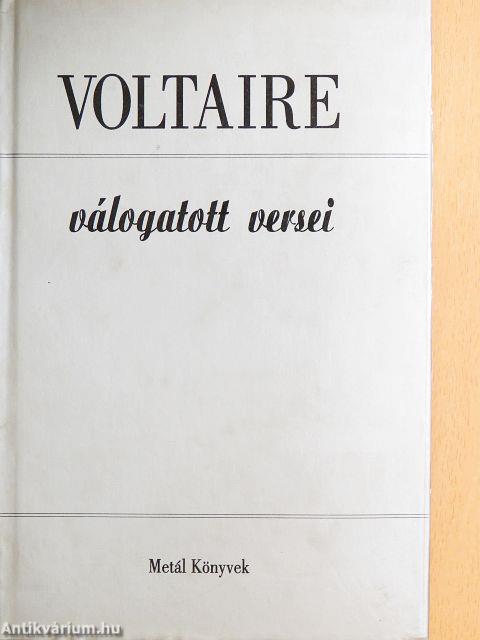 VOLTAIRE
válogatott versei
Metál Könyvek
Antikvárium.hu